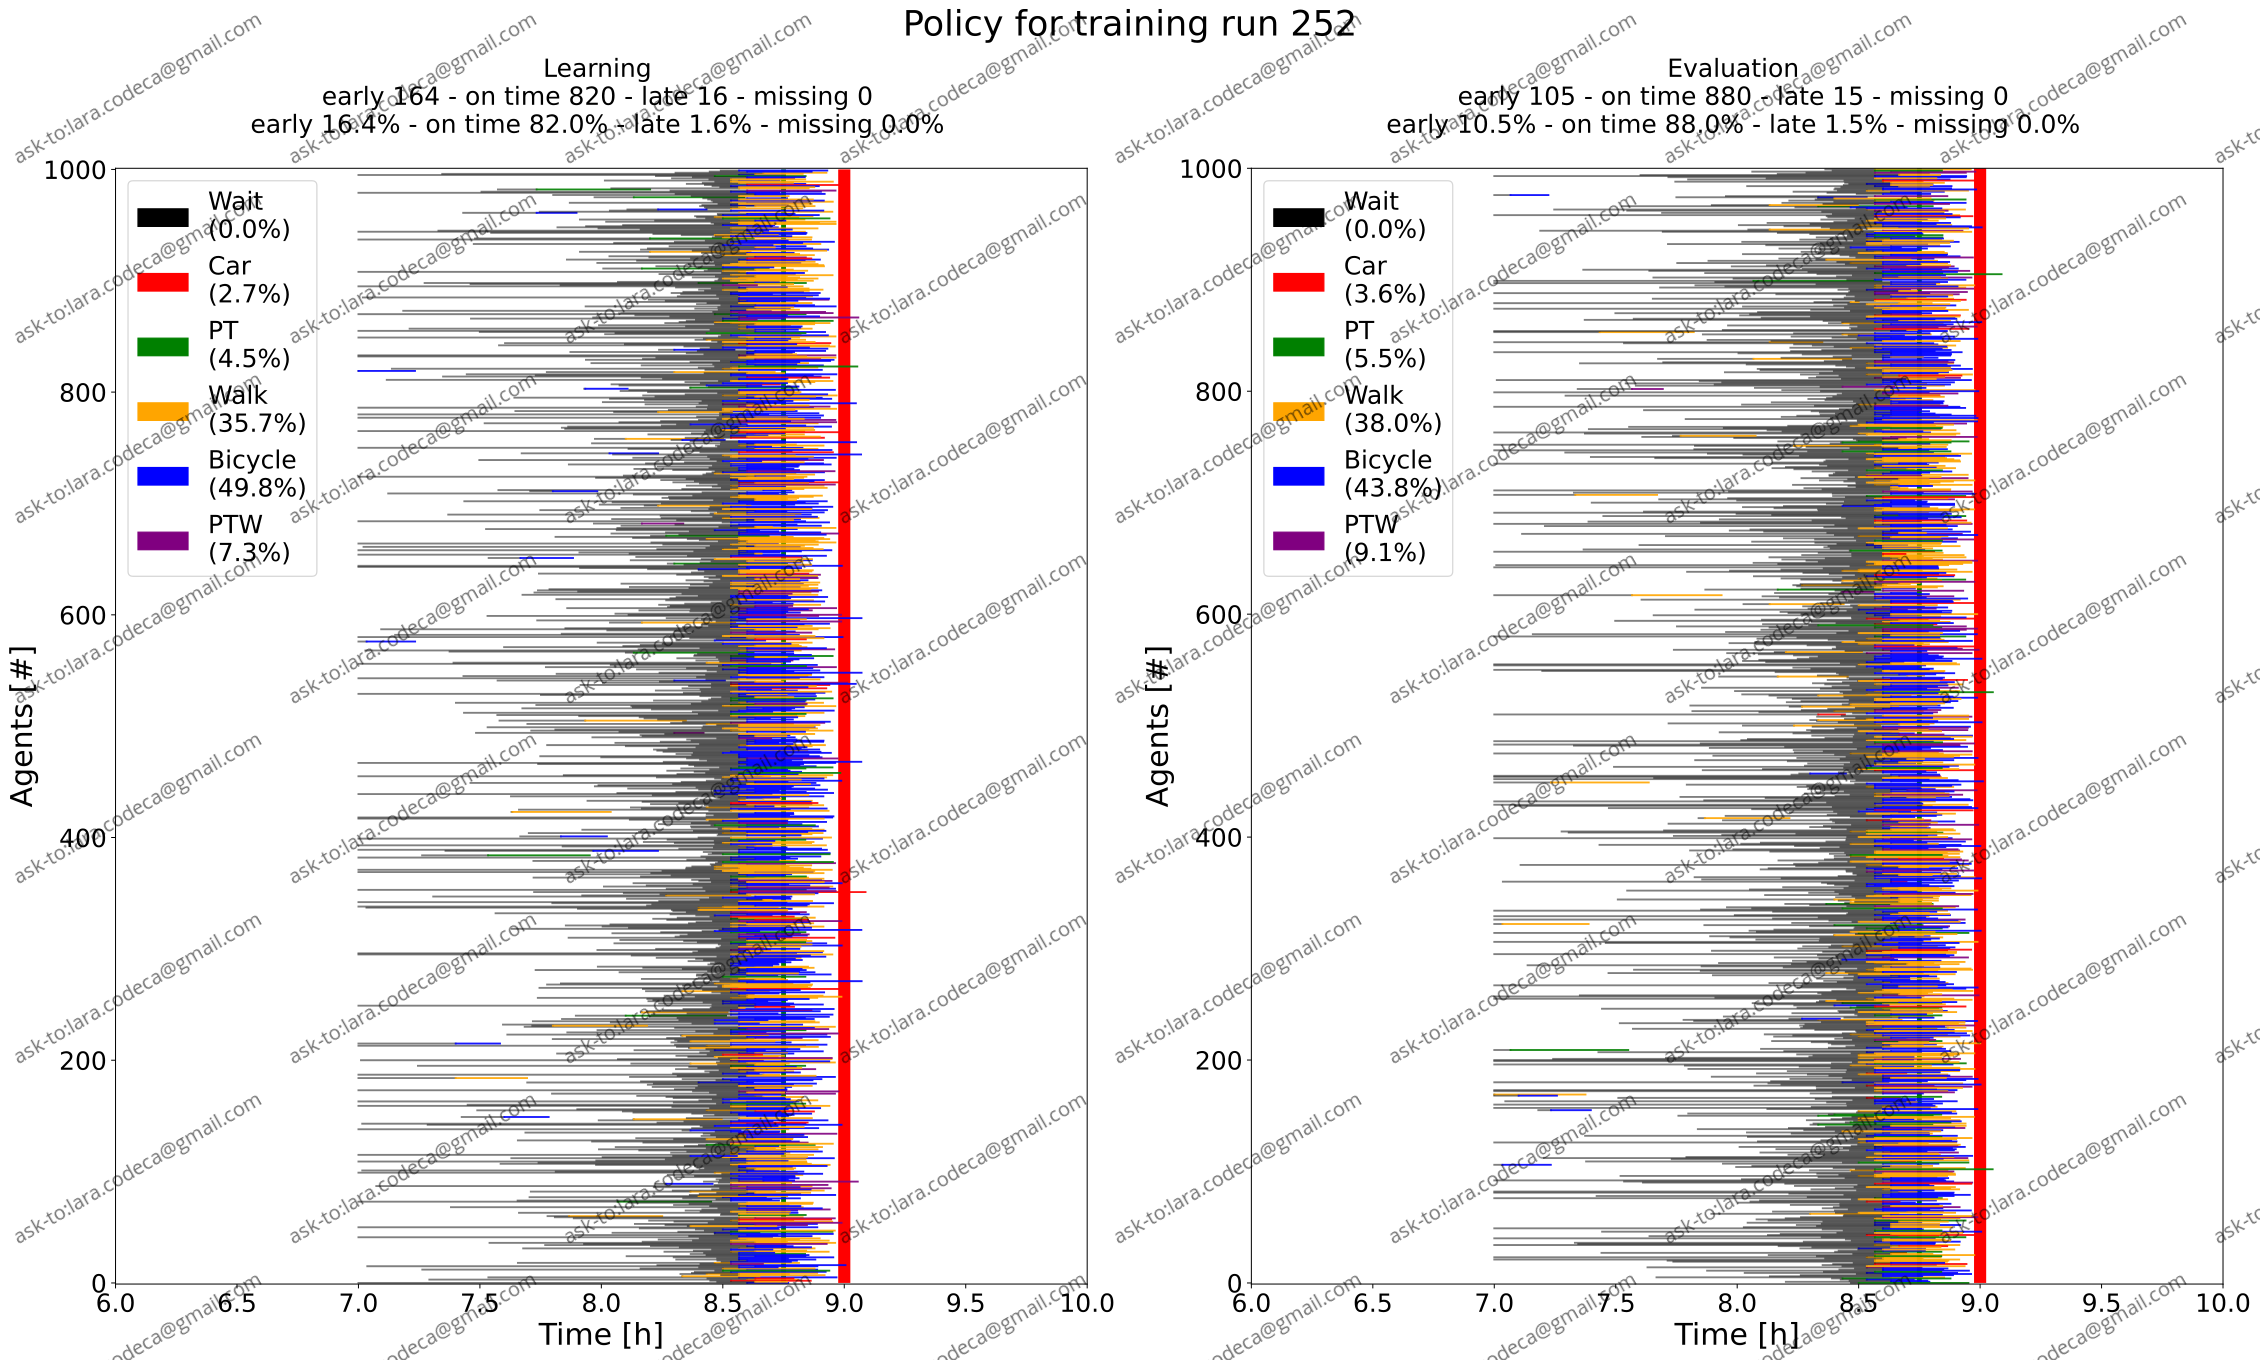 Policy for training run 252
Learning
early 164 - on time 820 - late 16 - missing 0
early 16.4% - on time 82.0% - late 1.6% - missing 0.0%
Evaluation
early 105 - on time 880 - late 15 - missing 0
early 10.5% - on time 88.0% - late 1.5% - missing 0.0%
Agents [#]
1000
800
600
400
200
0
Wait
(0.0%)
Car
(2.7%)
PT
(4.5%)
Walk
(35.7%)
Bicycle
(49.8%)
PTW
(7.3%)
6.0 6.5 7.0 7.5 8.0 8.5 9.0 9.5 10.0
Time [h]
Agents [#]
1000
800
600
400
200
0
Wait
(0.0%)
Car
(3.6%)
PT
(5.5%)
Walk
(38.0%)
Bicycle
(43.8%)
PTW
(9.1%)
6.0 6.5 7.0 7.5 8.0 8.5 9.0 9.5 10.0
Time [h]
ask-to:lara.codeca@gmail.com